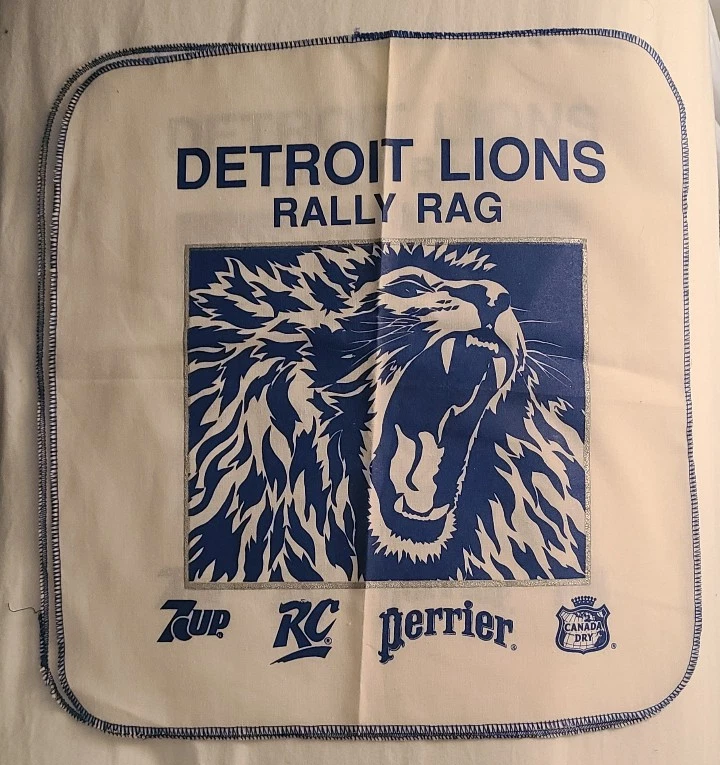 DETROIT LIONS
RALLY RAG
7UP® RC® perrier® CANADA DRY®